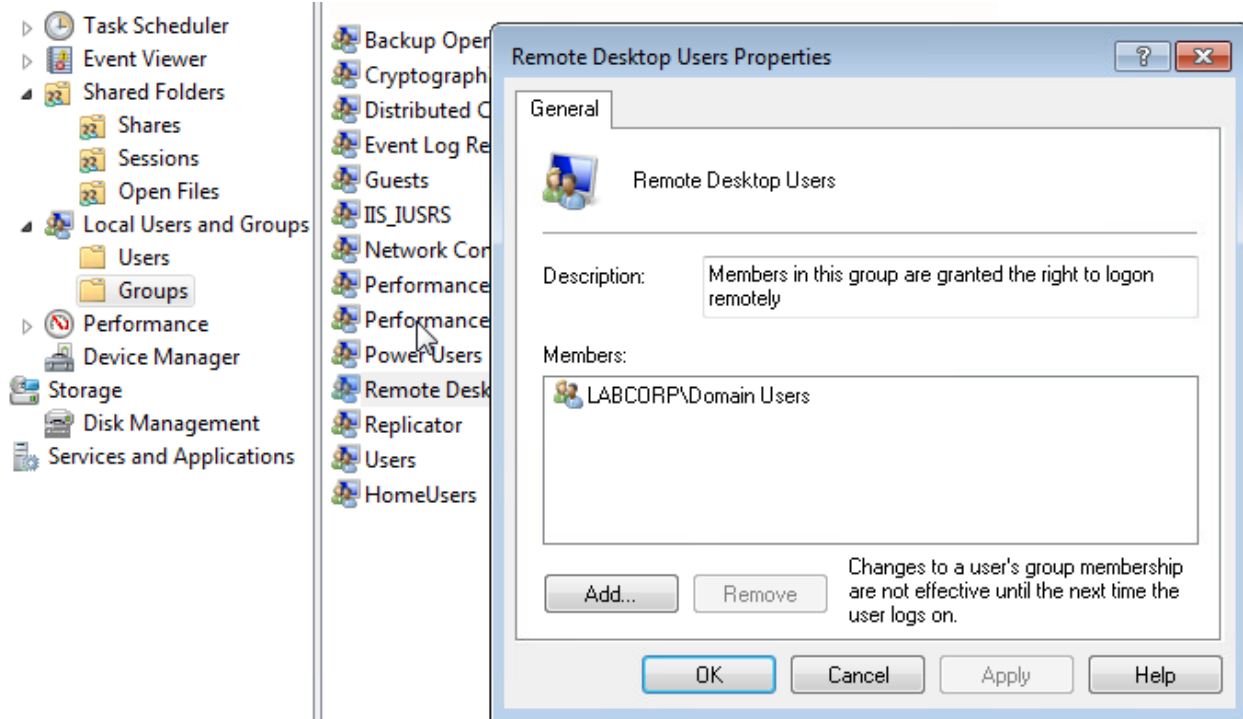 Task Scheduler
Event Viewer
Shared Folders
Shares
Sessions
Open Files
Local Users and Groups
Users
Groups
Performance
Device Manager
Storage
Disk Management
Services and Applications
Backup Oper
Cryptograph
Distributed C
Event Log Re
Guests
IIS_IUSRS
Network Cor
Performance
Performance
Power Users
Remote Desk
Replicator
Users
HomeUsers
Remote Desktop Users Properties
General
Remote Desktop Users
Description:
Members in this group are granted the right to logon
remotely
Members:
LABCORP\Domain Users
Add...
Remove
Changes to a user's group membership
are not effective until the next time the
user logs on.
OK
Cancel
Apply
Help